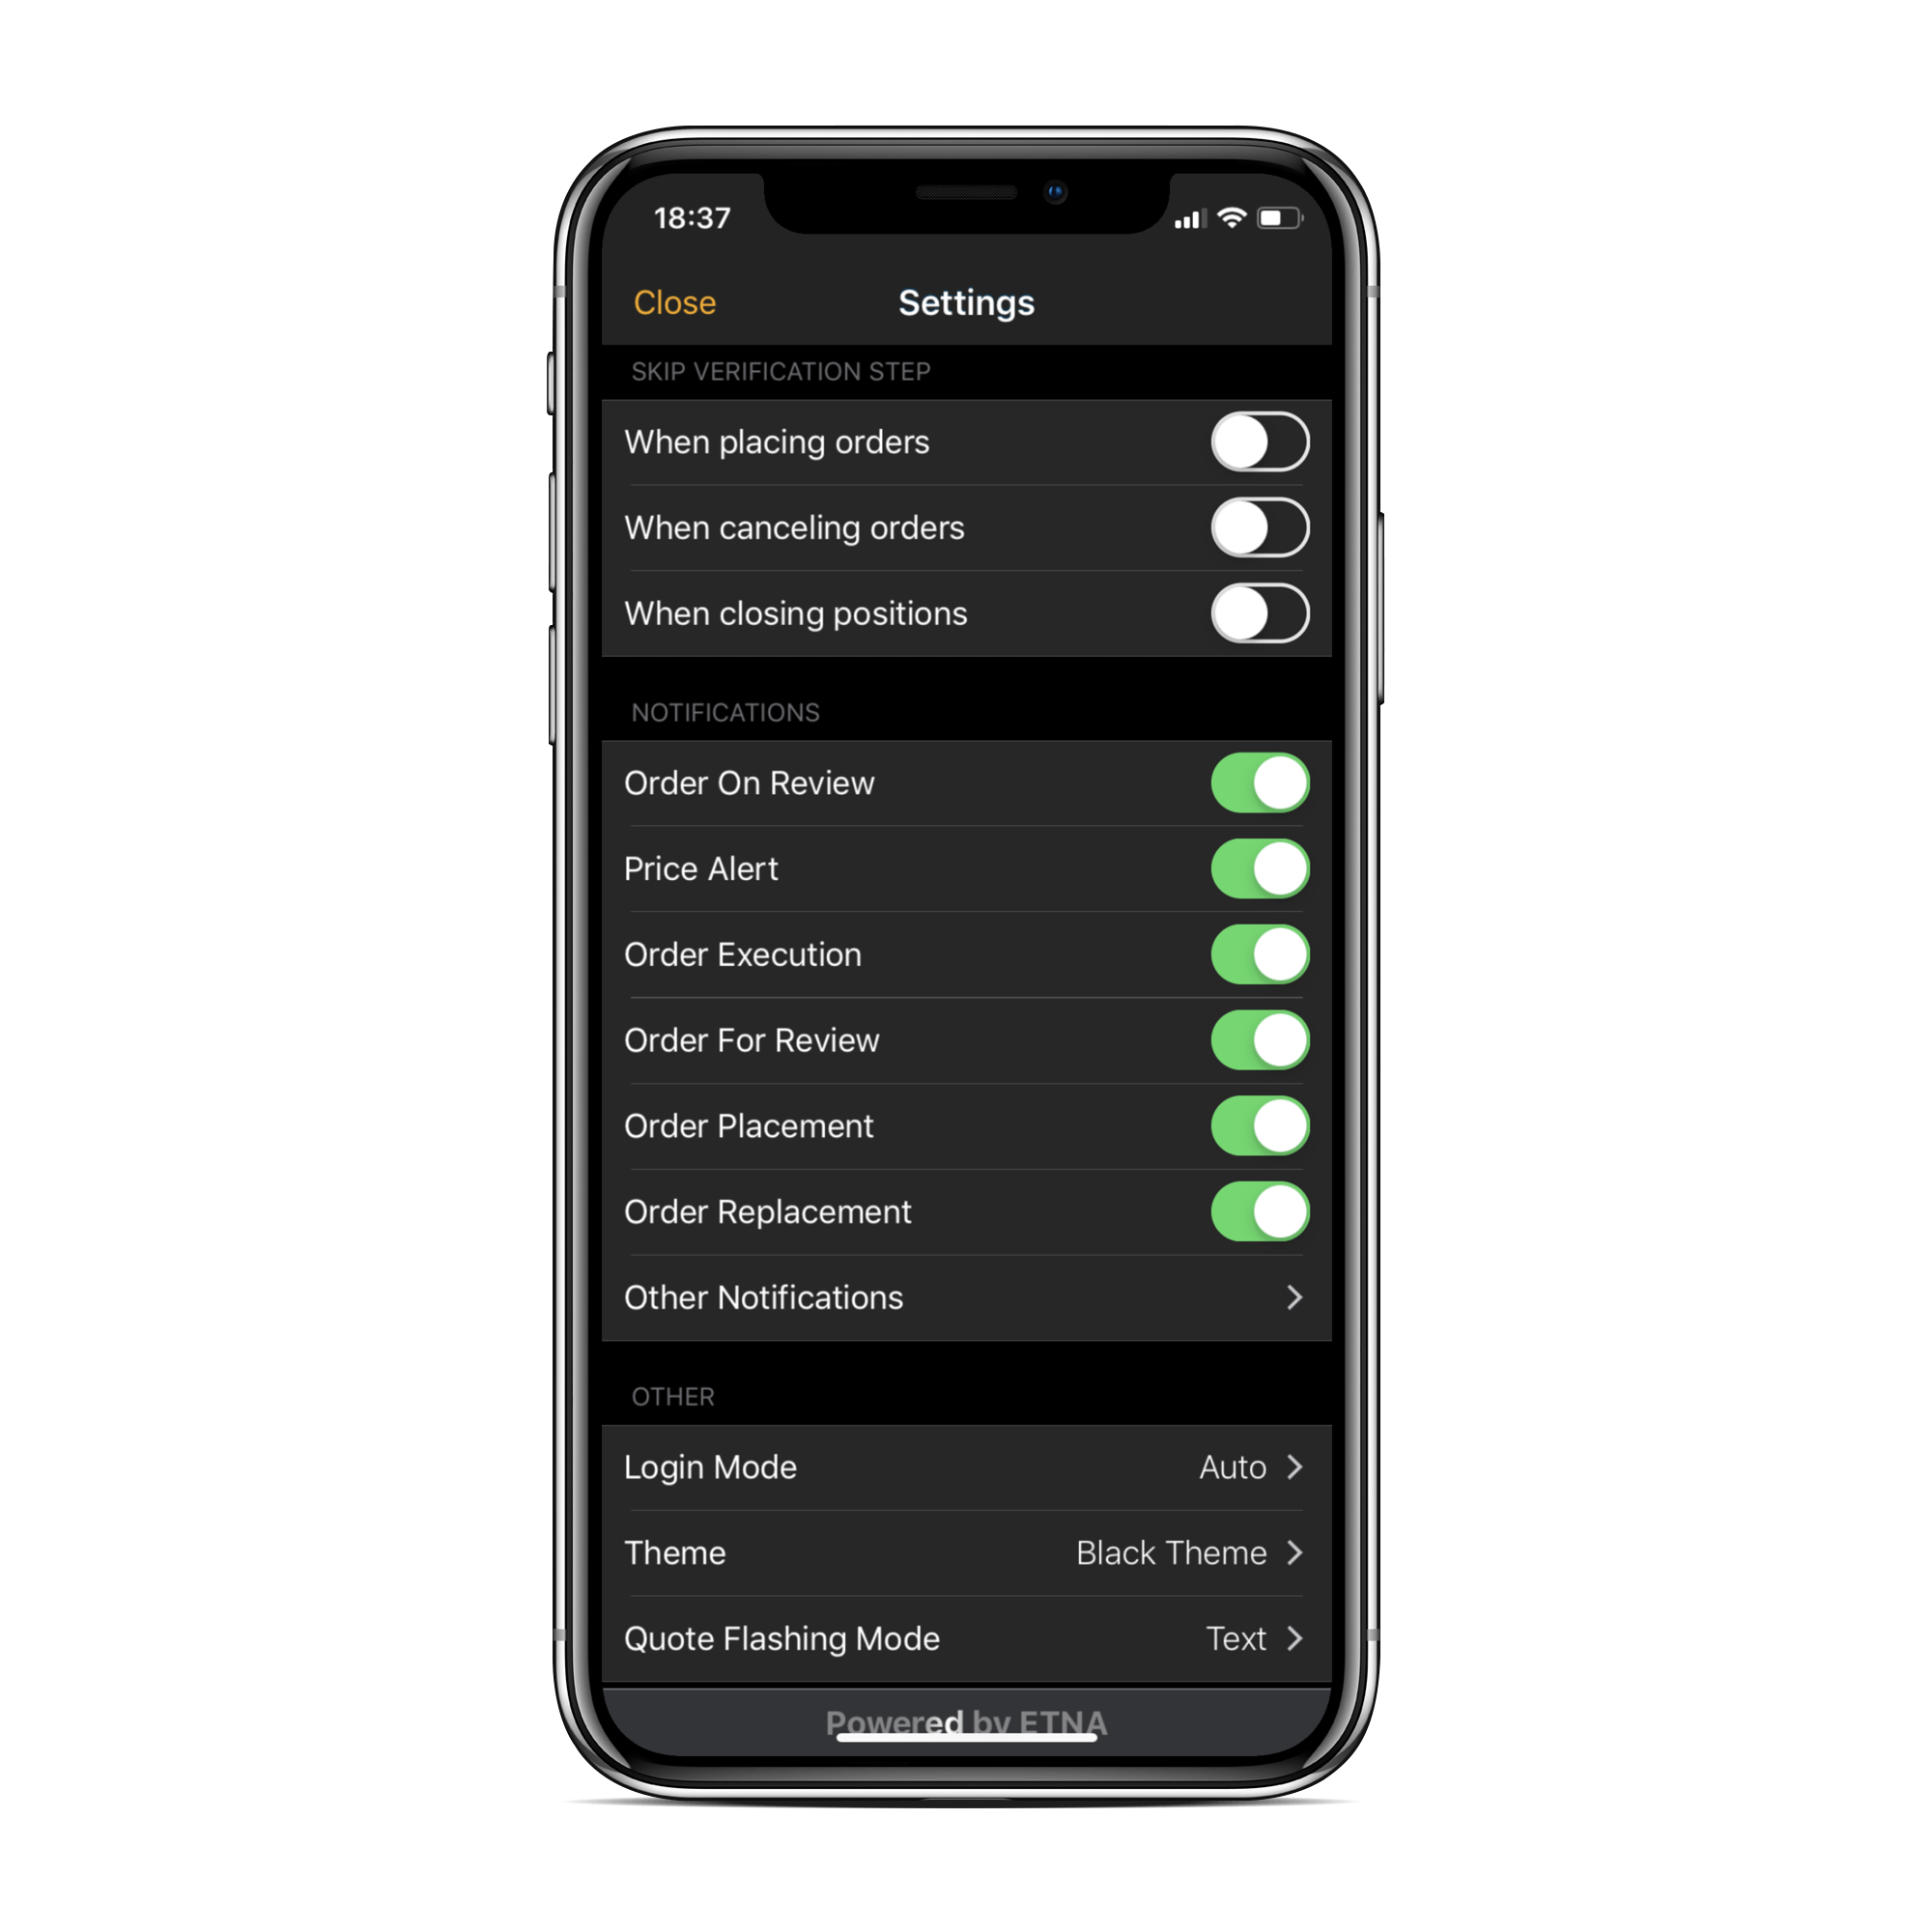 18:37
Close
Settings
SKIP VERIFICATION STEP
When placing orders
When canceling orders
When closing positions
NOTIFICATIONS
Order On Review
Price Alert
Order Execution
Order For Review
Order Placement
Order Replacement
Other Notifications
OTHER
Login Mode Auto
Theme Black Theme
Quote Flashing Mode Text
Powered by ETNA